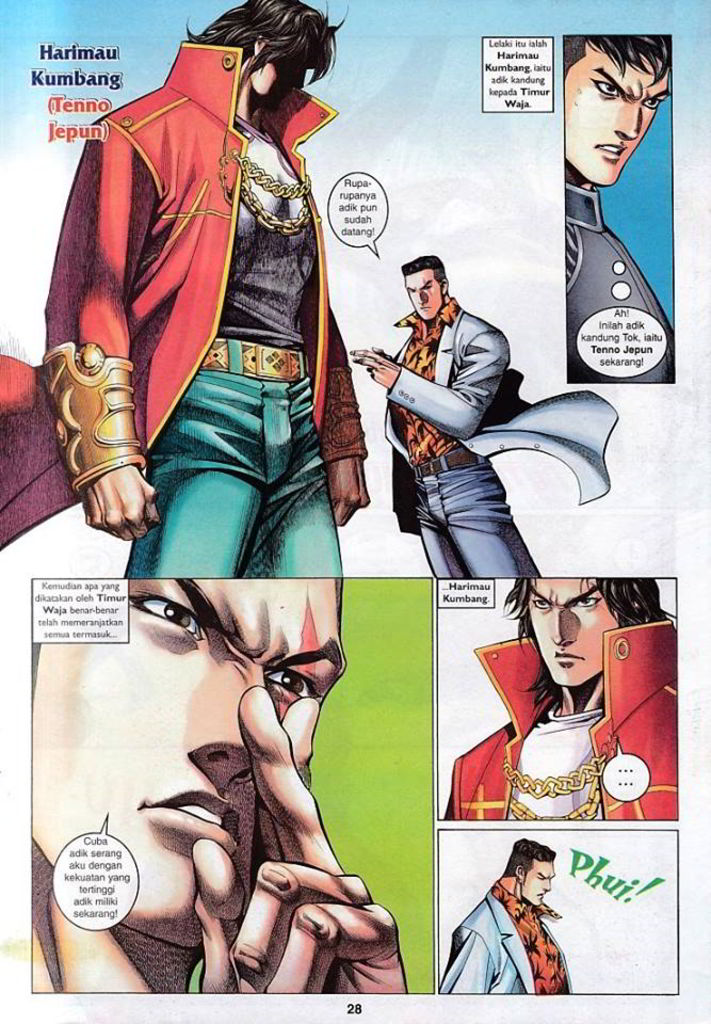 Harimau
Kumbang
(Tenno
Jepun)
Lelaki itu ialah
Harimau
Kumbang, iaitu
adik kandung
kepada Timur
Waja.
Rupa-
rupanya
adik pun
sudah
datang!
Ah!
Inilah adik
kandung Tok, iaitu
Tenno Jepun
sekarang!
Kemudian apa yang
dikatakan oleh Timur
Waja benar-benar
telah memeranjatkan
semua termasuk...
Cuba
adik serang
aku dengan
kekuatan yang
tertinggi
adik miliki
sekarang!
...Harimau
Kumbang.
...
...
Phui!
28